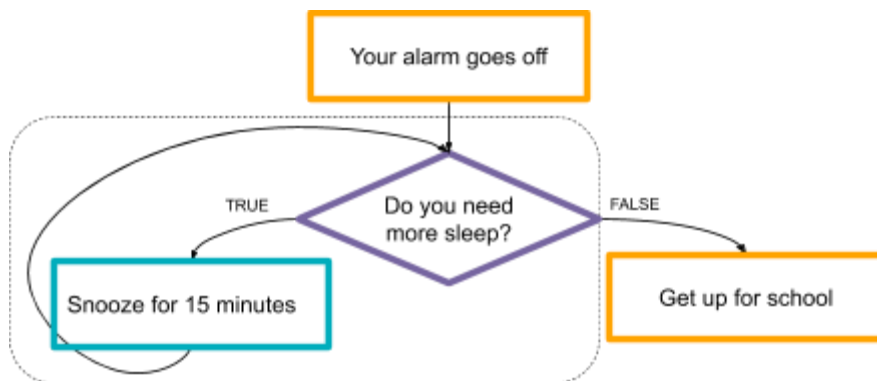 Your alarm goes off
TRUE
Do you need
more sleep?
FALSE
Snooze for 15 minutes
Get up for school